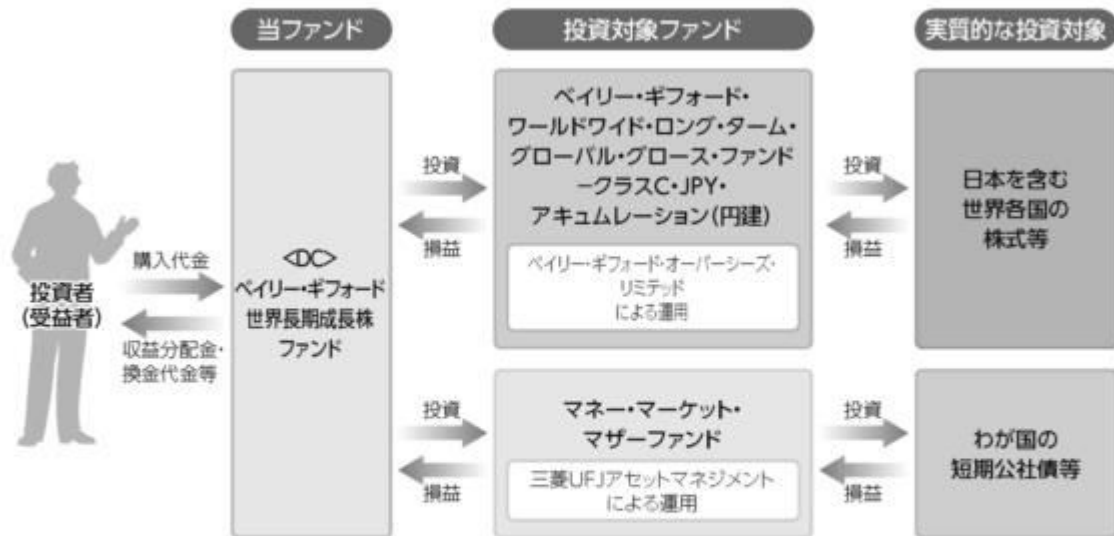 当ファンド
投資対象ファンド
実質的な投資対象
投資者
(受益者)
購入代金
収益分配金・
換金代金等
<DC>
ベイリー・ギフォード
世界長期成長株
ファンド
投資
損益
ベイリー・ギフォード・
ワールドワイド・ロング・ターム・
グローバル・グロース・ファンド
−クラスC・JPY・
アキュムレーション(円建)
ベイリー・ギフォード・オーバーシーズ・
リミテッド
による運用
投資
損益
日本を含む
世界各国の
株式等
投資
損益
マネー・マーケット・
マザーファンド
三菱UFJアセットマネジメント
による運用
投資
損益
わが国の
短期公社債等